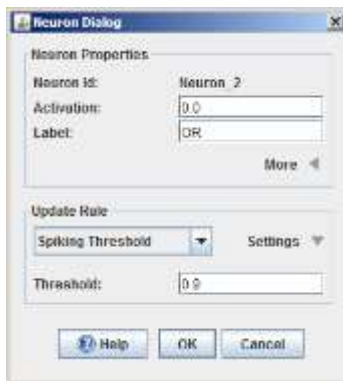 Neuron Dialog
Neuron Properties
Neuron Id: Neuron_2
Activation: 0.0
Label: OR
More
Update Rule
Spiking Threshold Settings
Threshold: 0.9
Help OK Cancel